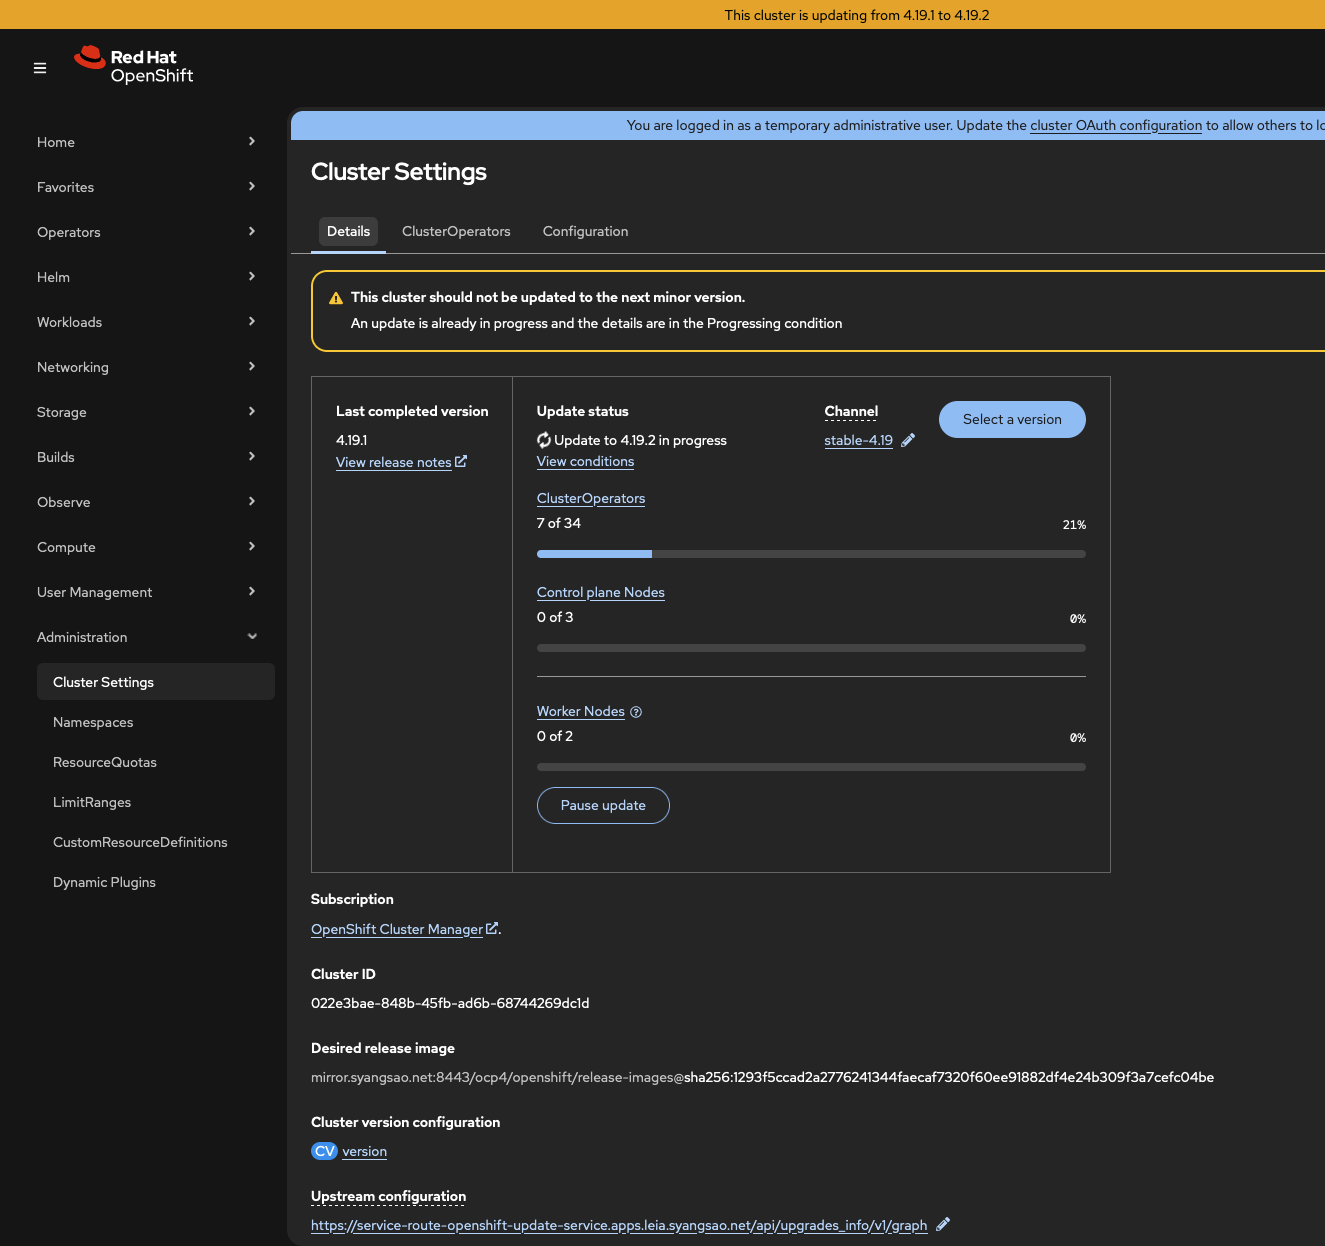 This cluster is updating from 4.19.1 to 4.19.2
Red Hat
OpenShift
Home
Favorites
Operators
Helm
Workloads
Networking
Storage
Builds
Observe
Compute
User Management
Administration
Cluster Settings
Namespaces
ResourceQuotas
LimitRanges
CustomResourceDefinitions
Dynamic Plugins
You are logged in as a temporary administrative user. Update the cluster OAuth configuration to allow others to
Cluster Settings
Details ClusterOperators Configuration
This cluster should not be updated to the next minor version.
An update is already in progress and the details are in the Progressing condition
Last completed version
4.19.1
View release notes
Update status
Update to 4.19.2 in progress
View conditions
Channel
stable-4.19
Select a version
ClusterOperators
7 of 34 21%
Control plane Nodes
0 of 3 0%
Worker Nodes
0 of 2 0%
Pause update
Subscription
OpenShift Cluster Manager.
Cluster ID
022e3bae-848b-45fb-ad6b-68744269dc1d
Desired release image
mirror.syangsao.net:8443/ocp4/openshift/release-images@sha256:1293f5ccad2a2776241344faecaf7320f60ee91882df4e24b309f3a7cefc04be
Cluster version configuration
CV version
Upstream configuration
https://service-route-openshift-update-service.apps.leia.syangsao.net/api/upgrades_info/v1/graph